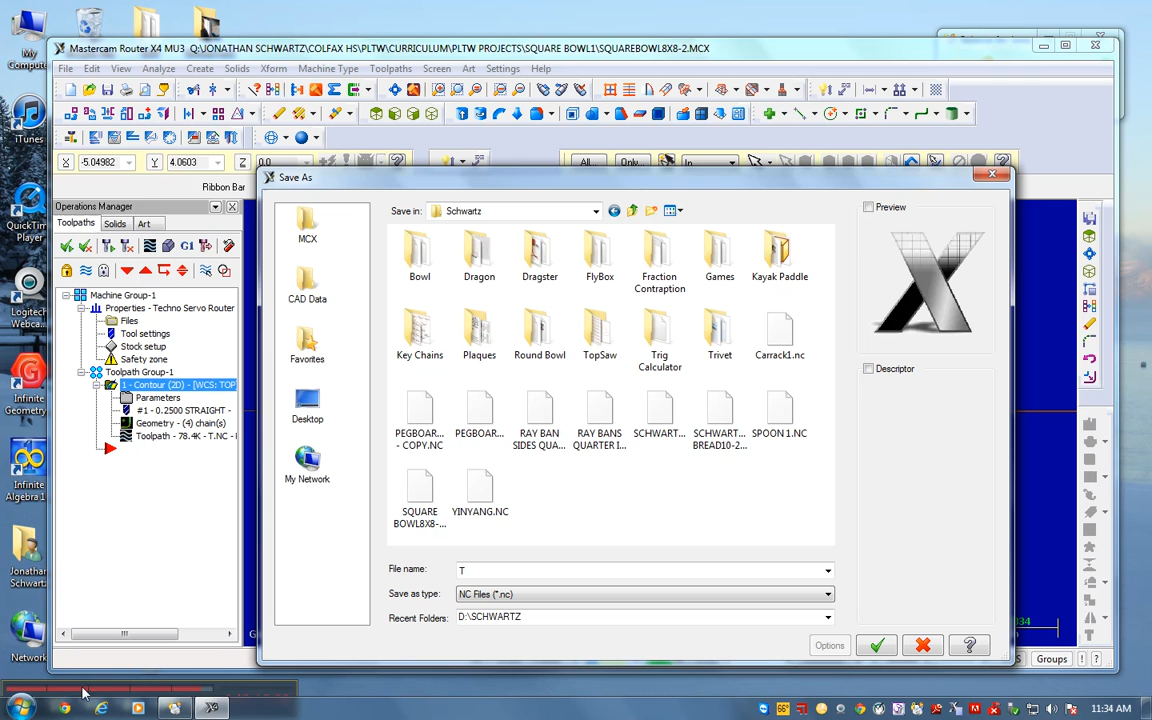 My
Compute
iTunes
QuickTim
Player
Logitech
Webca...
Infinite
Geometry...
Infinite
Algebra 1
Jonathan
Schwartz
Network
Mastercam Router X4 MU3 Q:\JONATHAN SCHWARTZ\COLFAX HS\PLTW\CURRICULUM\PLTW PROJECTS\SQUARE BOWL1\SQUAREBOWL8X8-2.MCX
File Edit View Analyze Create Solids Xform Machine Type Toolpaths Screen Art Settings Help
X -5.04982 Y 4.0603 Z 0.0 All... Only... In
Ribbon Bar
Operations Manager
Toolpaths Solids Art
G1
Machine Group-1
Properties - Techno Servo Router
Files
Tool settings
Stock setup
Safety zone
Toolpath Group-1
1 - Contour (2D) - [WCS: TOP
Parameters
#1 - 0.2500 STRAIGHT -
Geometry - (4) chain(s)
Toolpath - 78.4K - T.NC -
Save As
MCX
CAD Data
Favorites
Desktop
My Network
Save in: Schwartz
Bowl Dragon Dragster FlyBox Fraction Contraption Games Kayak Paddle
Key Chains Plaques Round Bowl TopSaw Trig Calculator Trivet Carrack1.nc
PEGBOAR... - COPY.NC PEGBOAR... RAY BAN SIDES QUA... RAY BANS QUARTER I... SCHWART... SCHWART... BREAD10-2... SPOON 1.NC
SQUARE BOWL8X8-... YINYANG.NC
File name: T
Save as type: NC Files (*.nc)
Recent Folders: D:\SCHWARTZ
Preview
Descriptor
Options
334
S Groups ! ?
66°
11:34 AM